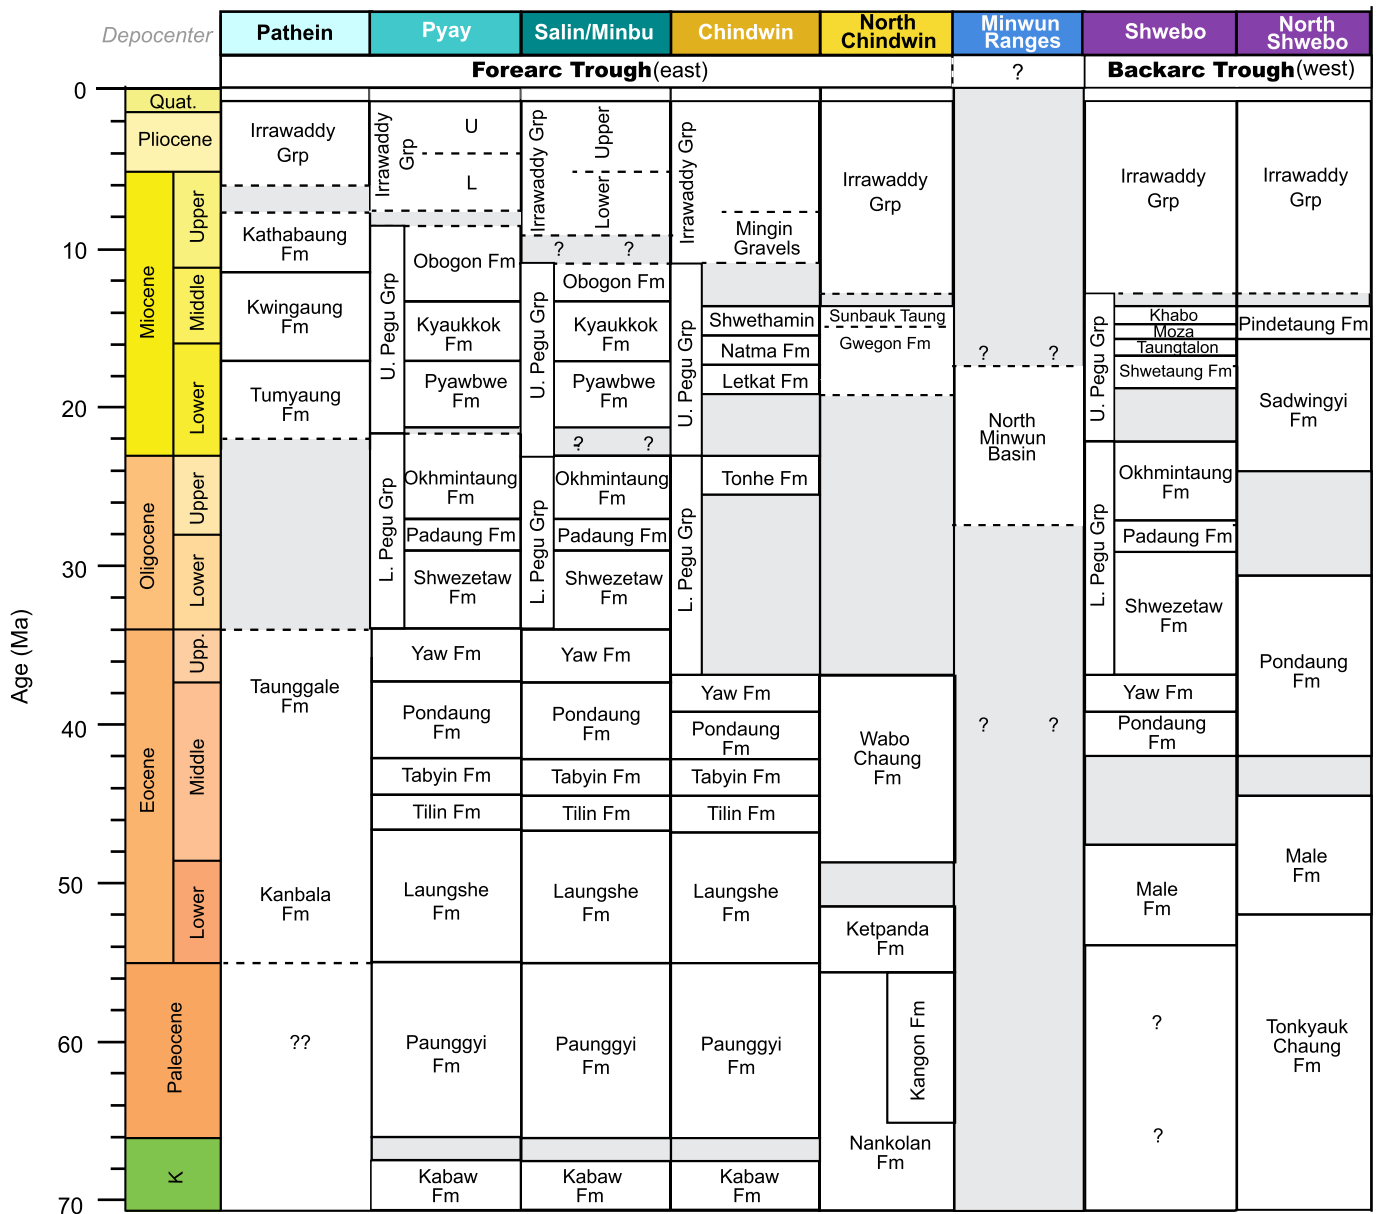 Depocenter
Pathein
Pyay
Salin/Minbu
Chindwin
North
Chindwin
Minwun
Ranges
Shwebo
North
Shwebo
Forearc Trough (east)
?
Backarc Trough (west)
Age (Ma)
0
10
20
30
40
50
60
70
Quat.
Pliocene
Miocene
Upper
Middle
Lower
Oligocene
Upper
Lower
Eocene
Upp.
Middle
Lower
Paleocene
K
Irrawaddy
Grp
Kathabaung
Fm
Kwingaung
Fm
Tumyaung
Fm
Taunggale
Fm
Kanbala
Fm
??
Irrawaddy
Grp
U
L
U. Pegu Grp
Obogon Fm
Kyaukkok
Fm
Pyawbwe
Fm
L. Pegu Grp
Okhmintaung
Fm
Padaung Fm
Shwezetaw
Fm
Yaw Fm
Pondaung
Fm
Tabyin Fm
Tilin Fm
Laungshe
Fm
Paunggyi
Fm
Kabaw
Fm
Irrawaddy Grp
Upper
Lower
? ?
U. Pegu Grp
Obogon Fm
Kyaukkok
Fm
Pyawbwe
Fm
? ?
L. Pegu Grp
Okhmintaung
Fm
Padaung Fm
Shwezetaw
Fm
Yaw Fm
Pondaung
Fm
Tabyin Fm
Tilin Fm
Laungshe
Fm
Paunggyi
Fm
Kabaw
Fm
Irrawaddy Grp
Mingin
Gravels
U. Pegu Grp
Shwethamin
Natma Fm
Letkat Fm
L. Pegu Grp
Tonhe Fm
Yaw Fm
Pondaung
Fm
Tabyin Fm
Tilin Fm
Laungshe
Fm
Paunggyi
Fm
Kabaw
Fm
Irrawaddy
Grp
Sunbauk Taung
Gwegon Fm
Wabo
Chaung
Fm
Ketpanda
Fm
Kangon Fm
Nankolan
Fm
? ?
North
Minwun
Basin
? ?
Irrawaddy
Grp
U. Pegu Grp
Khabo
Moza
Taungtalon
Shwetaung Fm
L. Pegu Grp
Okhmintaung
Fm
Padaung Fm
Shwezetaw
Fm
Yaw Fm
Pondaung
Fm
Male
Fm
?
?
Irrawaddy
Grp
Pindetaung Fm
Sadwingyi
Fm
Pondaung
Fm
Male
Fm
Tonkyauk
Chaung
Fm